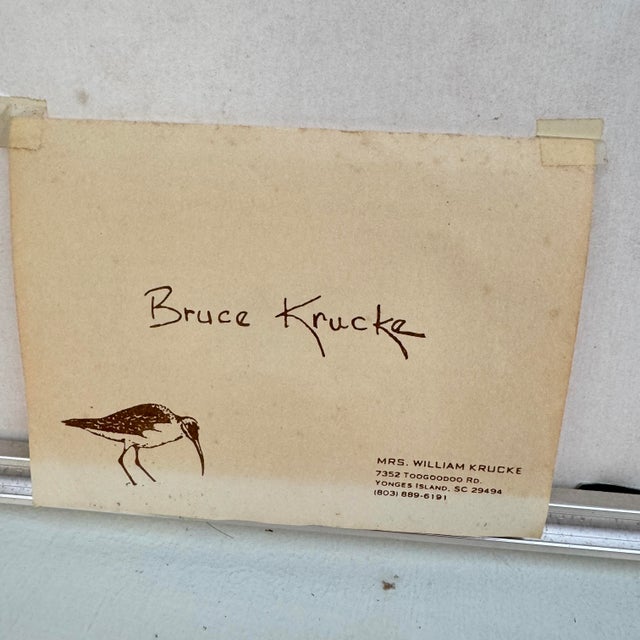 Bruce Krucke
MRS. WILLIAM KRUCKE
7352 TOOGOODOO RD.
YONGES ISLAND, SC 29494
(803) 889-6191